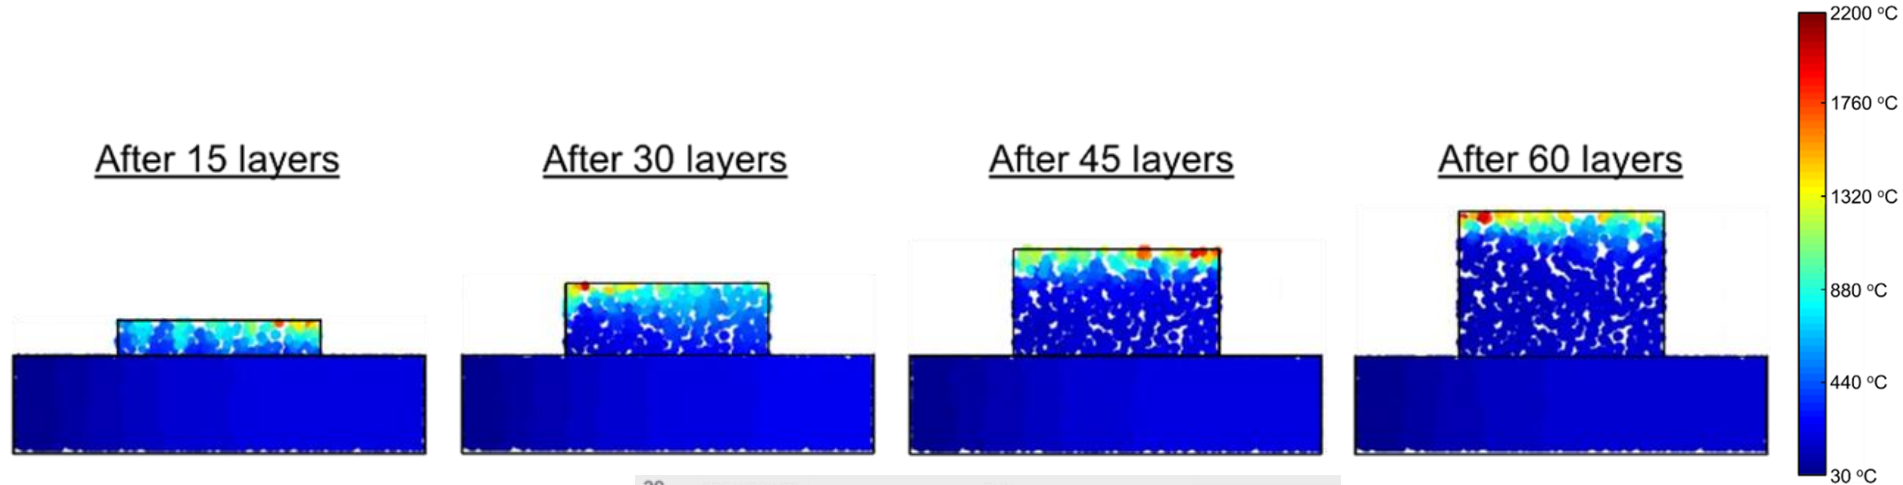 After 15 layers
After 30 layers
After 45 layers
After 60 layers
2200 °C
1760 °C
1320 °C
880 °C
440 °C
30 °C